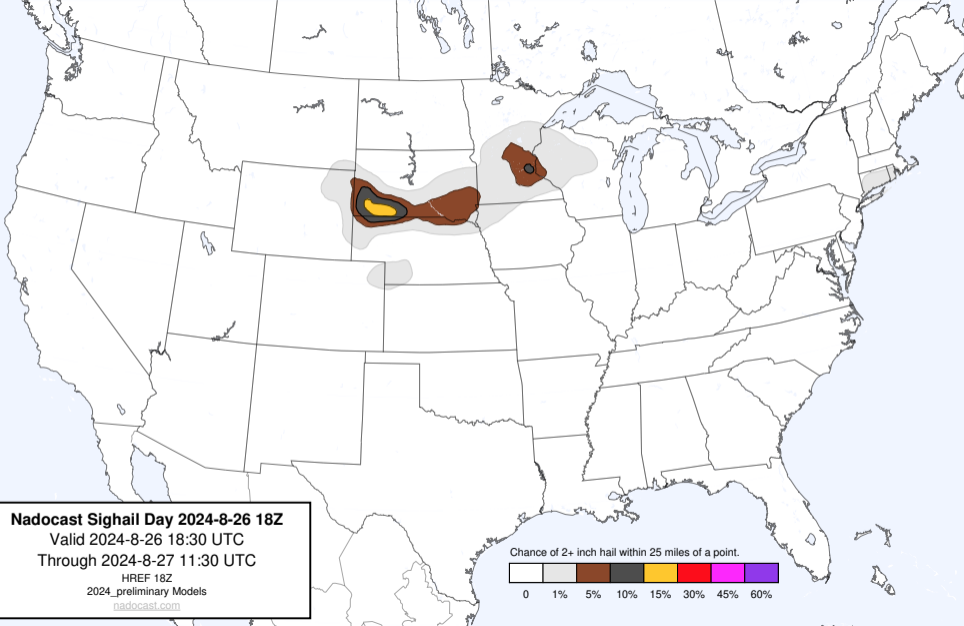 Nadocast Sighail Day 2024-8-26 18Z
Valid 2024-8-26 18:30 UTC
Through 2024-8-27 11:30 UTC
HREF 18Z
2024_preliminary Models
nadocast.com
Chance of 2+ inch hail within 25 miles of a point.
0 1% 5% 10% 15% 30% 45% 60%